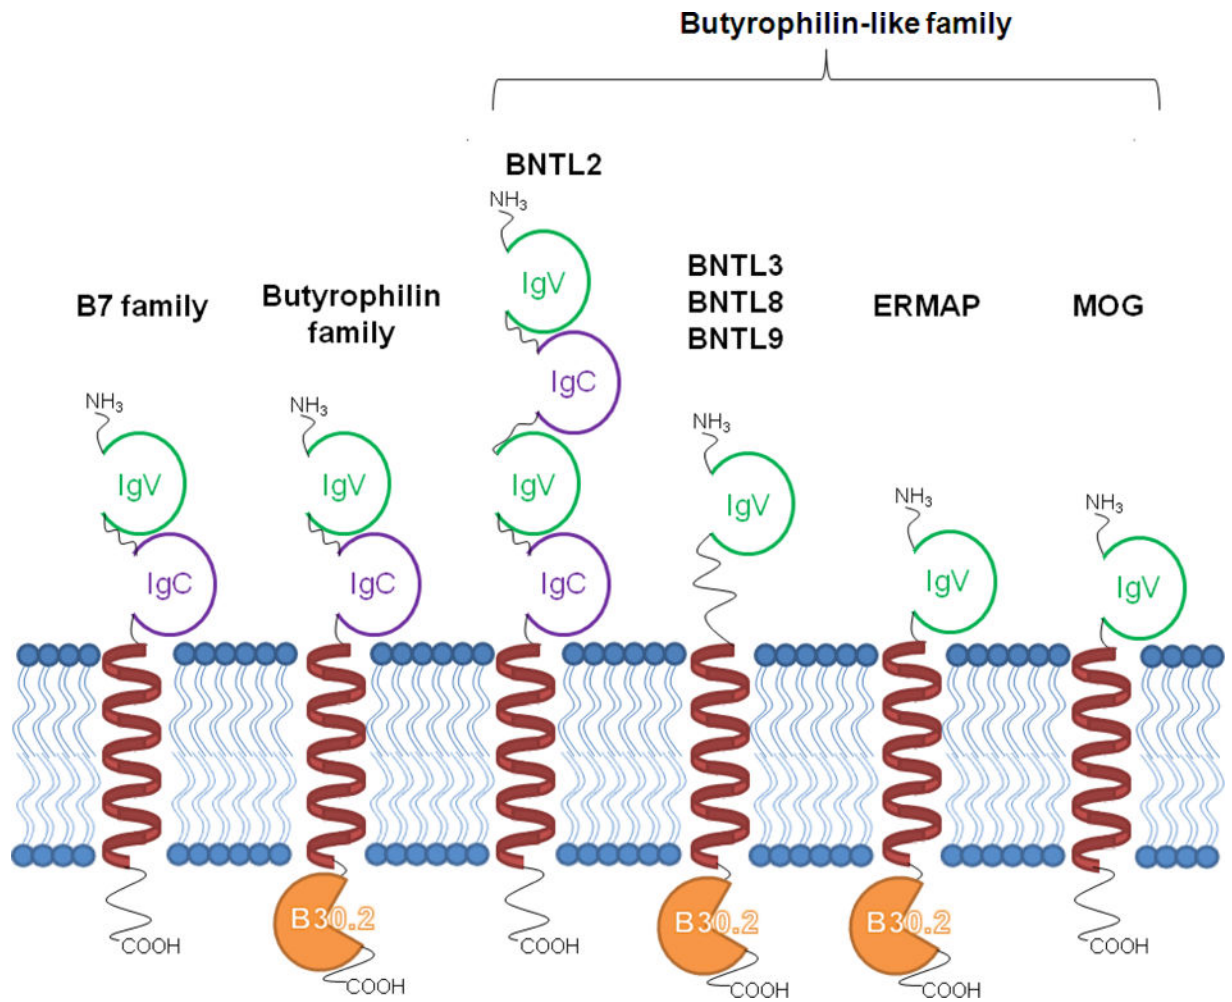 Butyrophilin-like family
BNTL2
NH3
IgV
IgC
IgV
IgC
COOH
B7 family
NH3
IgV
IgC
COOH
Butyrophilin
family
NH3
IgV
IgC
B30.2
COOH
BNTL3
BNTL8
BNTL9
NH3
IgV
B30.2
COOH
ERMAP
NH3
IgV
B30.2
COOH
MOG
NH3
IgV
COOH